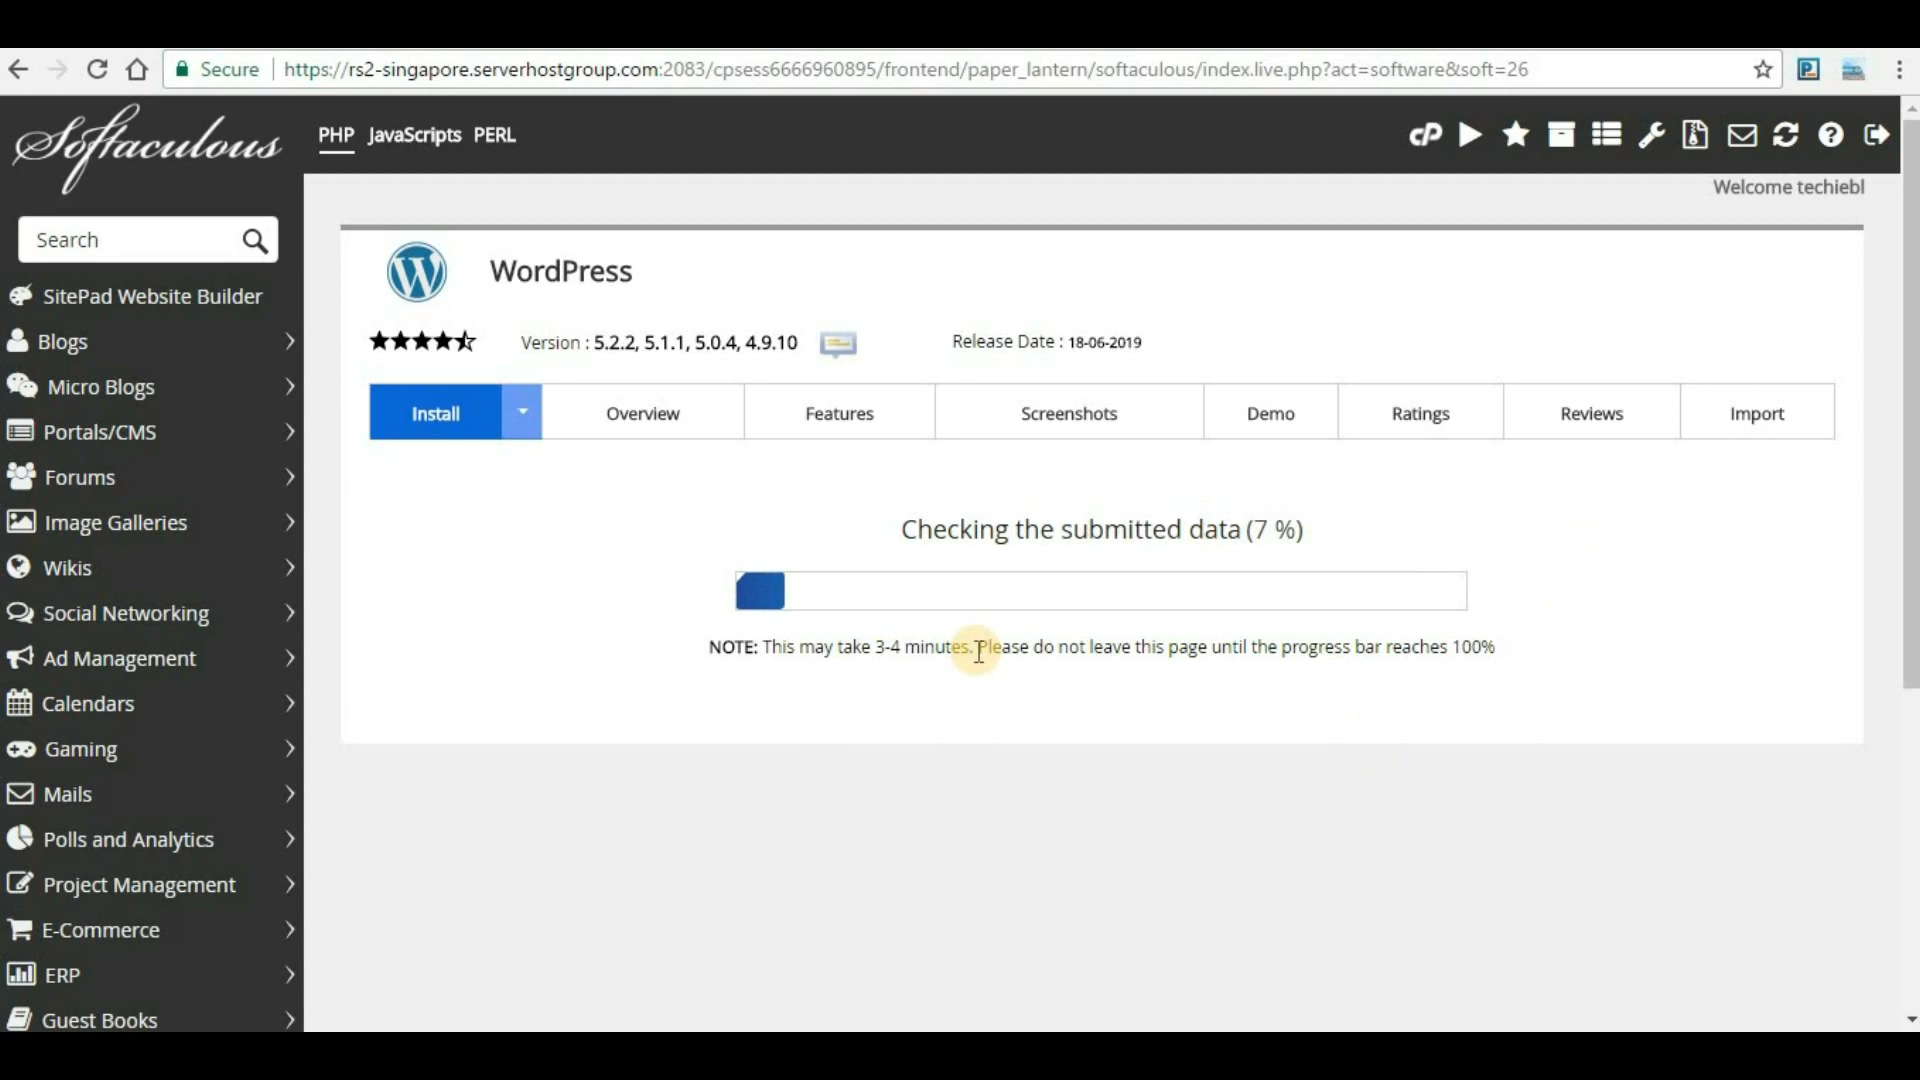 Secure https://rs2-singapore.serverhostgroup.com:2083/cpsess6666960895/frontend/paper_lantern/softaculous/index.live.php?act=software&soft=26
Softaculous
PHP JavaScripts PERL
Welcome techiebl
Search
SitePad Website Builder
Blogs
Micro Blogs
Portals/CMS
Forums
Image Galleries
Wikis
Social Networking
Ad Management
Calendars
Gaming
Mails
Polls and Analytics
Project Management
E-Commerce
ERP
Guest Books
WordPress
Version : 5.2.2, 5.1.1, 5.0.4, 4.9.10 Release Date : 18-06-2019
Install Overview Features Screenshots Demo Ratings Reviews Import
Checking the submitted data (7 %)
NOTE: This may take 3-4 minutes. Please do not leave this page until the progress bar reaches 100%